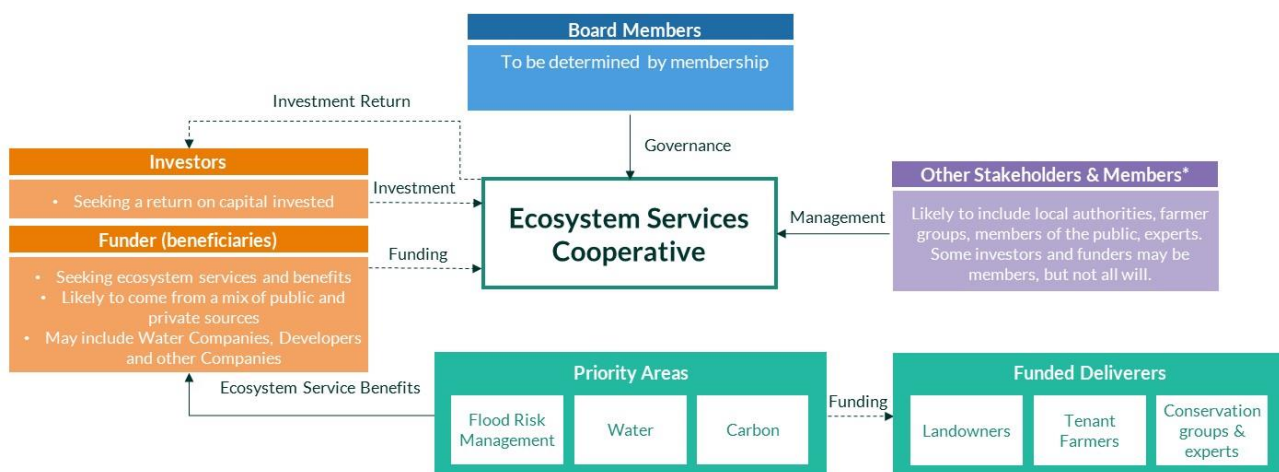 Board Members
To be determined by membership
Investment Return
Governance
Investors
• Seeking a return on capital invested
Investment
Funder (beneficiaries)
• Seeking ecosystem services and benefits
• Likely to come from a mix of public and
private sources
• May include Water Companies, Developers
and other Companies
Funding
Ecosystem Services
Cooperative
Management
Other Stakeholders & Members*
Likely to include local authorities, farmer
groups, members of the public, experts.
Some investors and funders may be
members, but not all will.
Ecosystem Service Benefits
Priority Areas
Flood Risk
Management
Water
Carbon
Funding
Funded Deliverers
Landowners
Tenant
Farmers
Conservation
groups &
experts